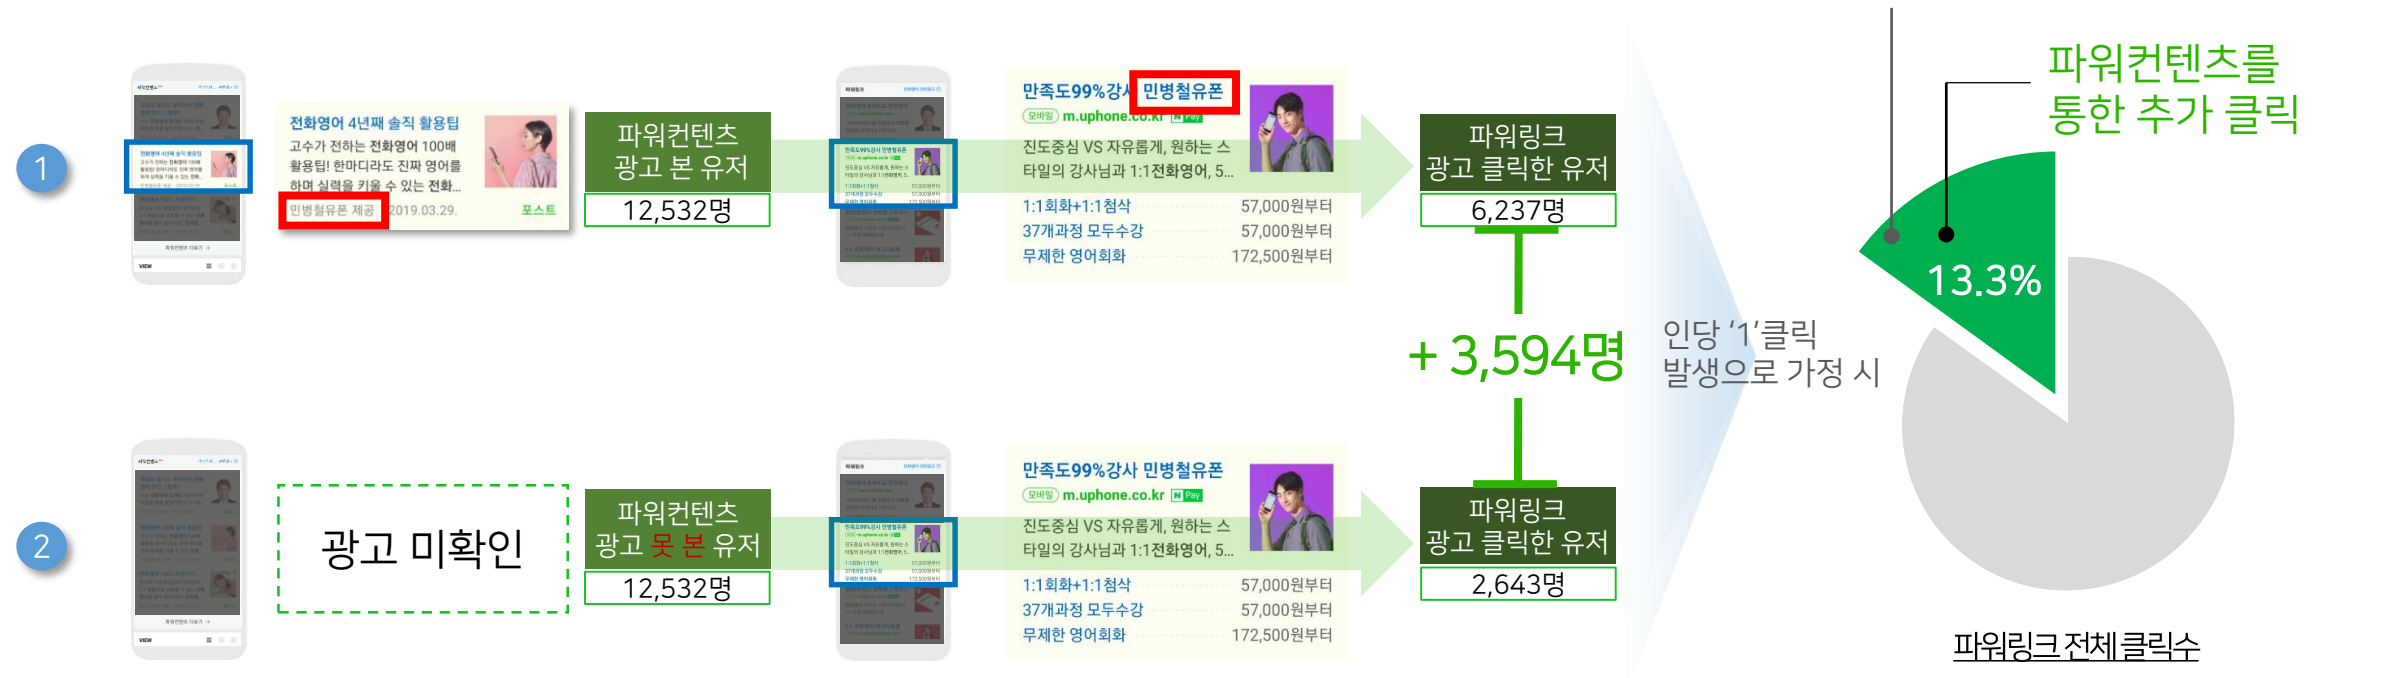 1
전화영어 4년째 솔직 활용팁
고수가 전하는 전화영어 100배
활용팁! 한마디라도 진짜 영어를
하며 실력을 키울 수 있는 전화...
민병철유폰 제공 2019.03.29. 포스트
파워컨텐츠
광고 본 유저
12,532명
만족도99%강사 민병철유폰
모바일 m.uphone.co.kr N Pay
진도중심 VS 자유롭게, 원하는 스
타일의 강사님과 1:1전화영어, 5...
1:1회화+1:1첨삭 57,000원부터
37개과정 모두수강 57,000원부터
무제한 영어회화 172,500원부터
파워링크
광고 클릭한 유저
6,237명
+ 3,594명
2
파워컨텐츠 더보기
VIEW
광고 미확인
파워컨텐츠
광고 못 본 유저
12,532명
만족도99%강사 민병철유폰
모바일 m.uphone.co.kr N Pay
진도중심 VS 자유롭게, 원하는 스
타일의 강사님과 1:1전화영어, 5...
1:1회화+1:1첨삭 57,000원부터
37개과정 모두수강 57,000원부터
무제한 영어회화 172,500원부터
파워링크
광고 클릭한 유저
2,643명
인당 ‘1’클릭
발생으로 가정 시
파워컨텐츠를
통한 추가 클릭
13.3%
파워링크 전체 클릭수